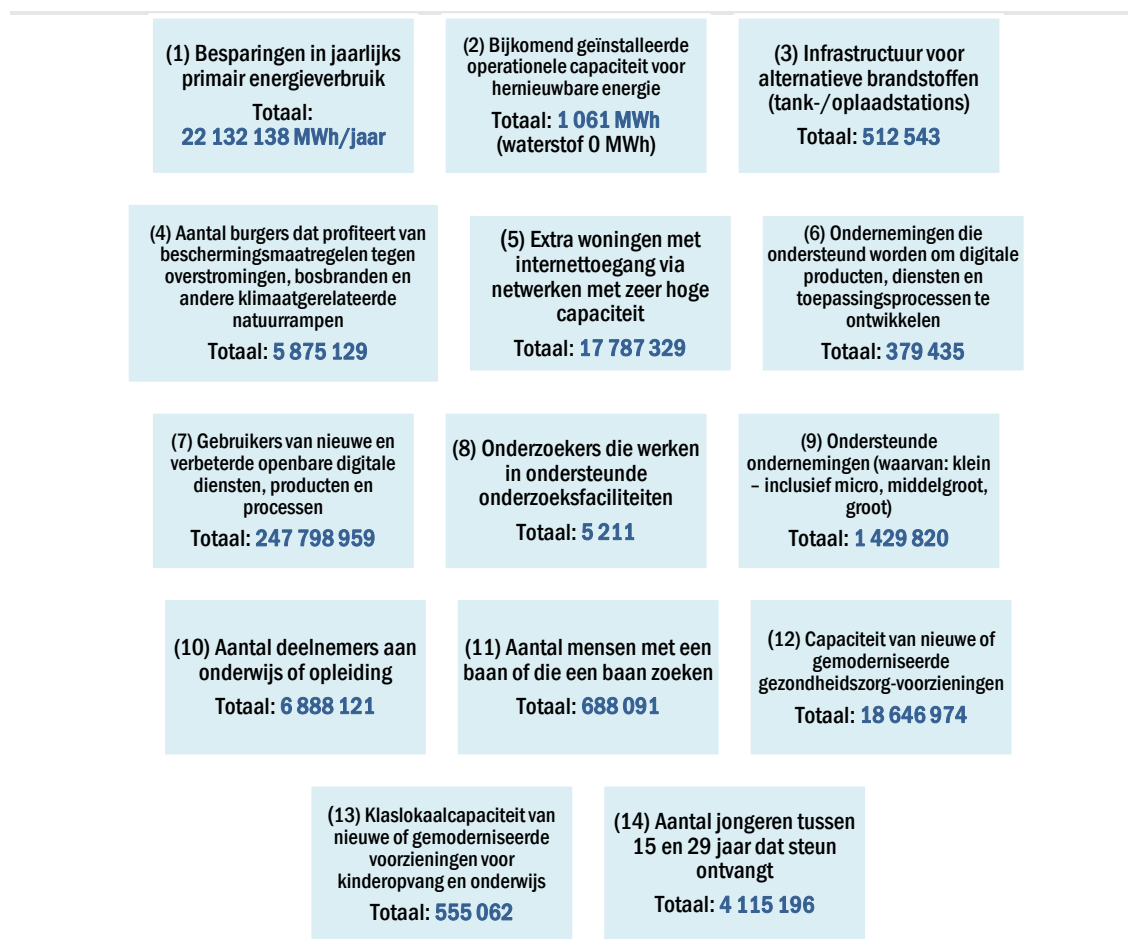 (1) Besparingen in jaarlijks
primair energieverbruik
Totaal:
22 132 138 MWh/jaar
(2) Bijkomend geïnstalleerde
operationele capaciteit voor
hernieuwbare energie
Totaal: 1 061 MWh
(waterstof 0 MWh)
(3) Infrastructuur voor
alternatieve brandstoffen
(tank-/oplaadstations)
Totaal: 512 543
(4) Aantal burgers dat profiteert van
beschermingsmaatregelen tegen
overstromingen, bosbranden en
andere klimaatgerelateerde
natuurrampen
Totaal: 5 875 129
(5) Extra woningen met
internettoegang via
netwerken met zeer hoge
capaciteit
Totaal: 17 787 329
(6) Ondernemingen die
ondersteund worden om digitale
producten, diensten en
toepassingsprocessen te
ontwikkelen
Totaal: 379 435
(7) Gebruikers van nieuwe en
verbeterde openbare digitale
diensten, producten en
processen
Totaal: 247 798 959
(8) Onderzoekers die werken
in ondersteunde
onderzoeksfaciliteiten
Totaal: 5 211
(9) Ondersteunde
ondernemingen (waarvan: klein
– inclusief micro, middelgroot,
groot)
Totaal: 1 429 820
(10) Aantal deelnemers aan
onderwijs of opleiding
Totaal: 6 888 121
(11) Aantal mensen met een
baan of die een baan zoeken
Totaal: 688 091
(12) Capaciteit van nieuwe of
gemoderniseerde
gezondheidszorg-voorzieningen
Totaal: 18 646 974
(13) Klaslokaalcapaciteit van
nieuwe of gemoderniseerde
voorzieningen voor
kinderopvang en onderwijs
Totaal: 555 062
(14) Aantal jongeren tussen
15 en 29 jaar dat steun
ontvangt
Totaal: 4 115 196